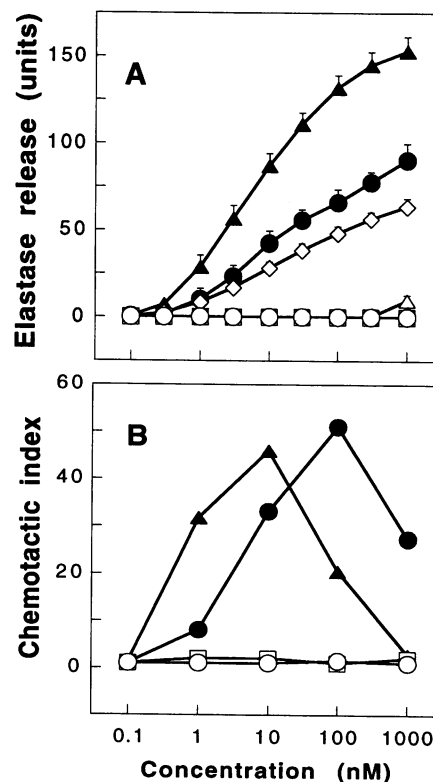 A
Elastase release (units)
150
100
50
0
B
Chemotactic index
60
40
20
0
0.1 1 10 100 1000
Concentration (nM)